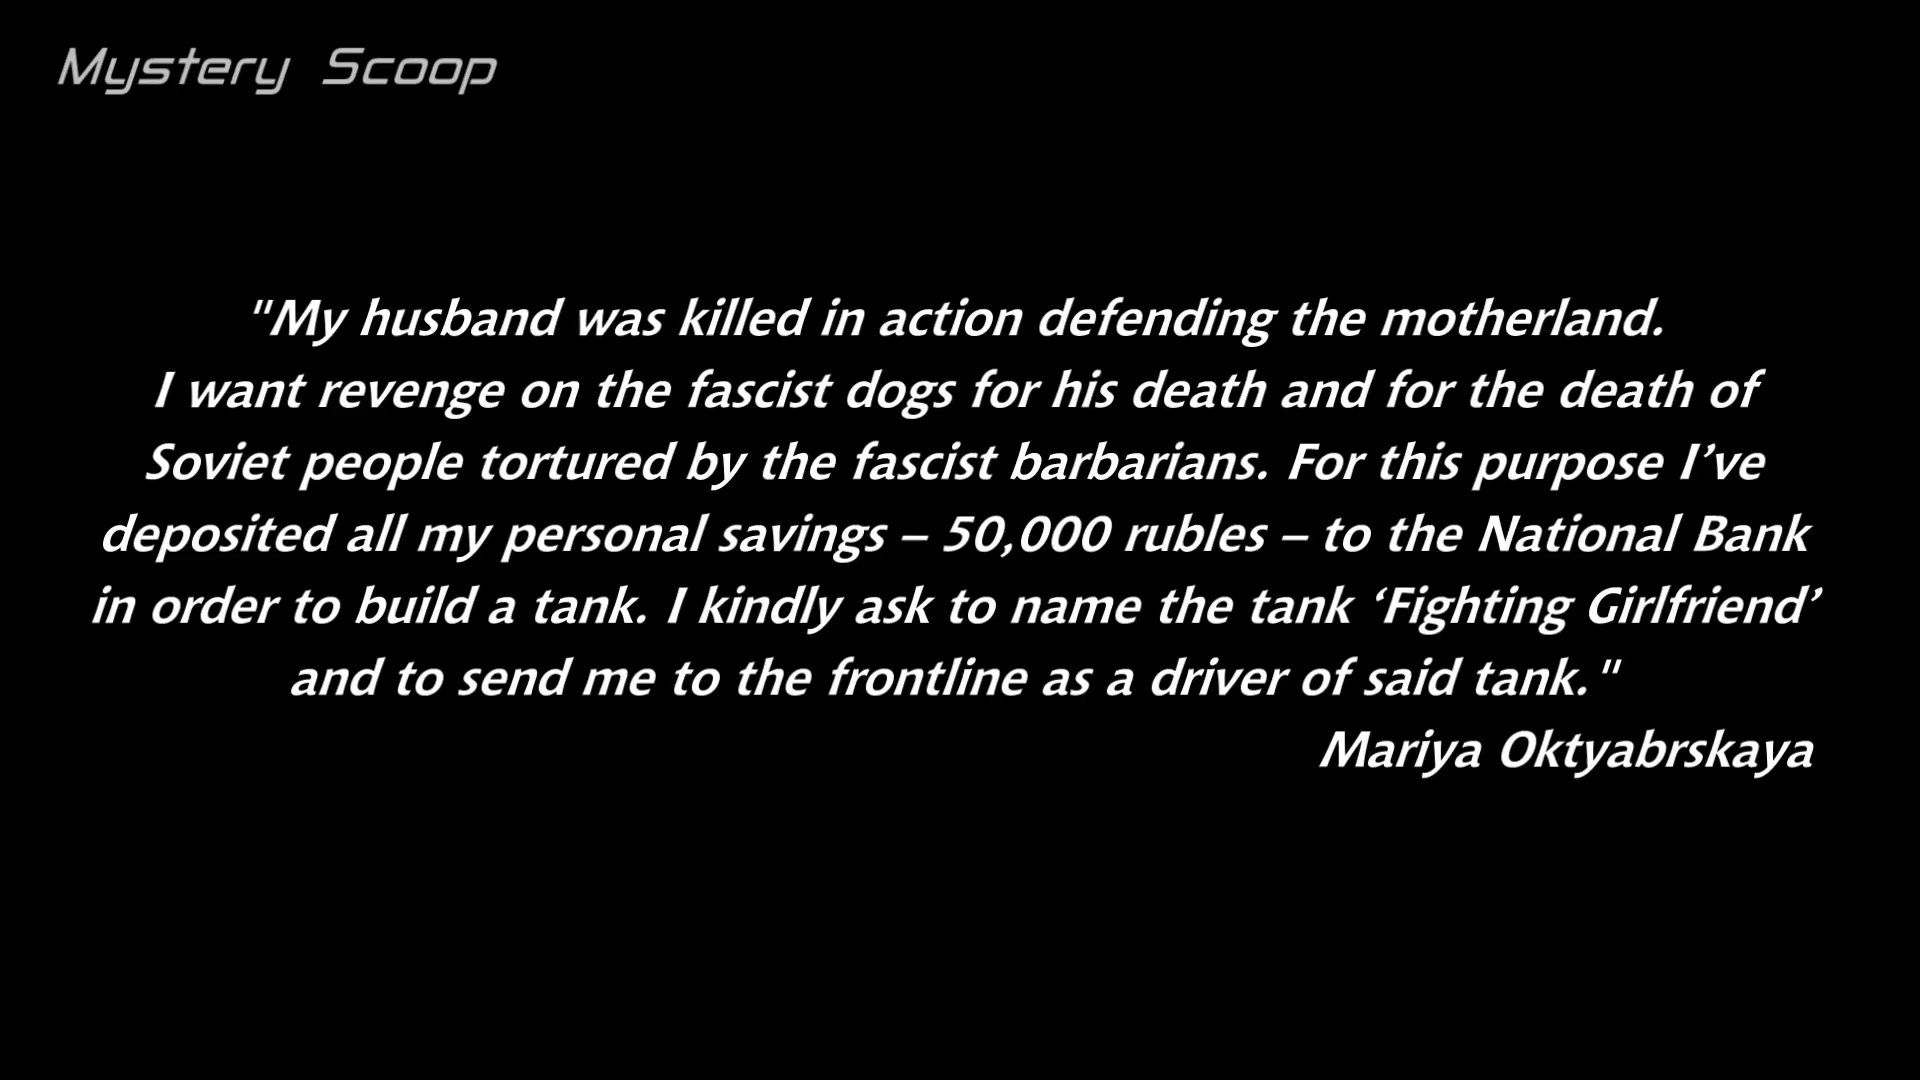 Mystery Scoop
"My husband was killed in action defending the motherland.
I want revenge on the fascist dogs for his death and for the death of
Soviet people tortured by the fascist barbarians. For this purpose I’ve
deposited all my personal savings – 50,000 rubles – to the National Bank
in order to build a tank. I kindly ask to name the tank ‘Fighting Girlfriend’
and to send me to the frontline as a driver of said tank."
Mariya Oktyabrskaya